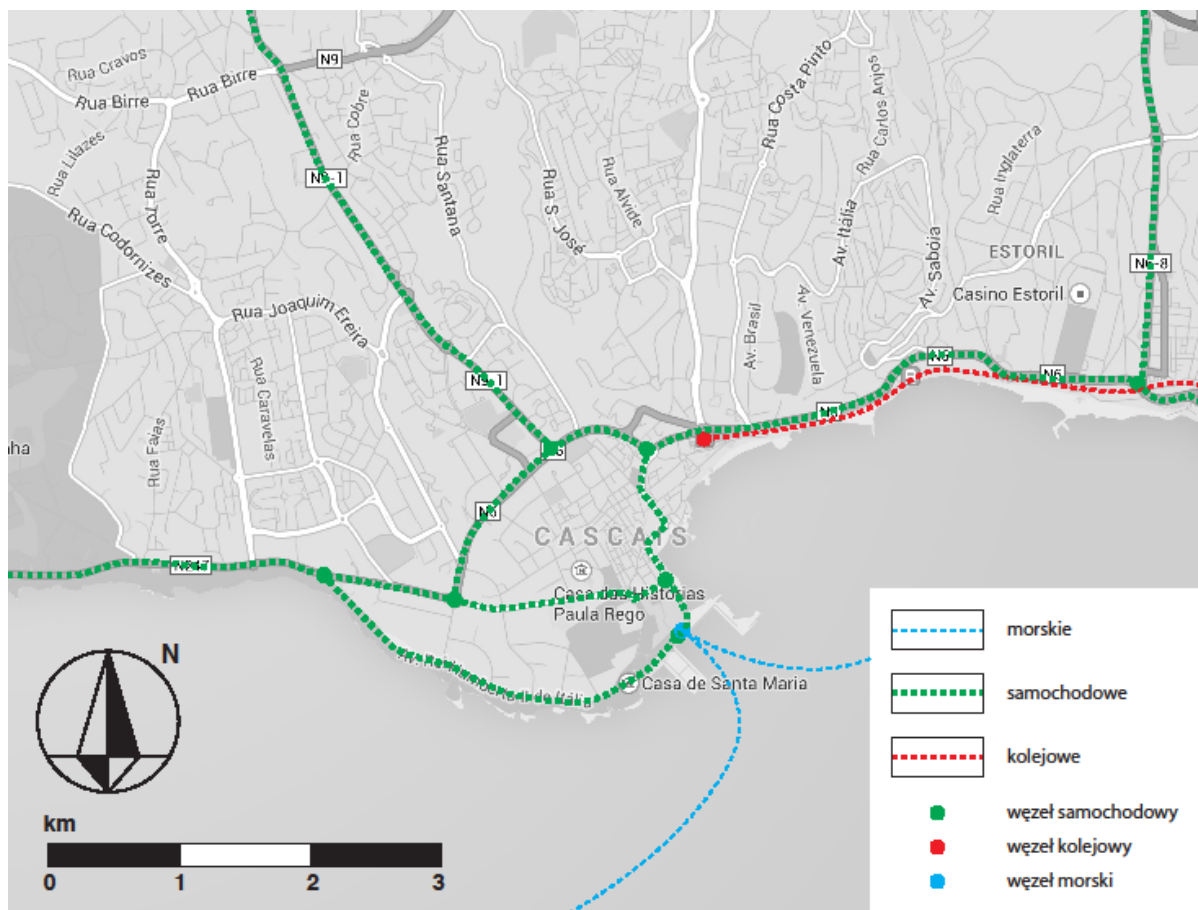 N9
Rua Cravos
Rua Birre
Rua Birre
Rua Cobre
Rua Costa Pinto
Rua Carlos Anjos
Rua Lilazes
Rua Torre
N9-1
Rua Santana
Rua S. José
Rua Alvide
Rua Inglaterra
Rua Codornizes
Av. Itália
Av. Sabóia
ESTORIL
N6-8
Casino Estoril
Rua Joaquim Ereira
Av. Brasil
Av. Venezuela
N6
N9-1
Rua Caravelas
Rua Faias
nha
N6
CASCAIS
N247
Casa das Histórias
Paula Rego
Casa de Santa Maria
N
km
0
1
2
3
morskie
samochodowe
kolejowe
węzeł samochodowy
węzeł kolejowy
węzeł morski